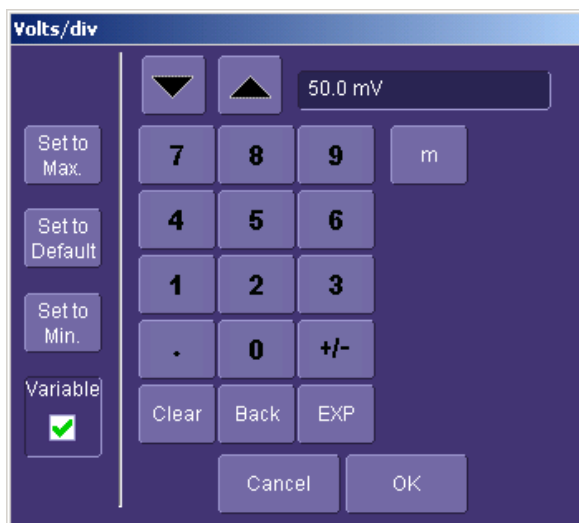 Volts/div
50.0 mV
Set to
Max.
7 8 9 m
Set to
Default
4 5 6
Set to
Min.
1 2 3
. 0 +/-
Variable
Clear Back EXP
Cancel OK